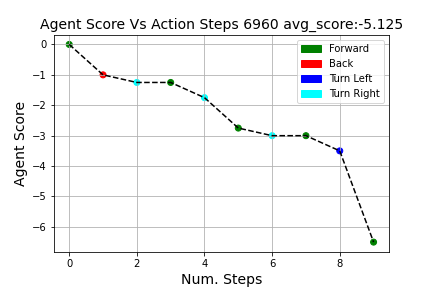 Agent Score Vs Action Steps 6960 avg_score:-5.125
Agent Score
0
−1
−2
−3
−4
−5
−6
Forward
Back
Turn Left
Turn Right
0 2 4 6 8
Num. Steps